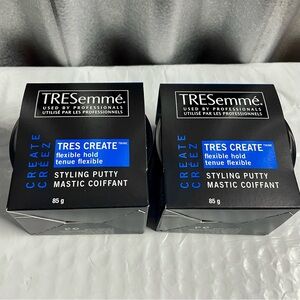 TRESemmé.
USED BY PROFESSIONALS
UTILISÉ PAR LES PROFESSIONNELS
CREATE
CRÉEZ
TRES CREATE
flexible hold
tenue flexible
STYLING PUTTY
MASTIC COIFFANT
85 g
TRESemmé.
USED BY PROFESSIONALS
UTILISÉ PAR LES PROFESSIONNELS
CREATE
CRÉEZ
TRES CREATE
flexible hold
tenue flexible
STYLING PUTTY
MASTIC COIFFANT
85 g